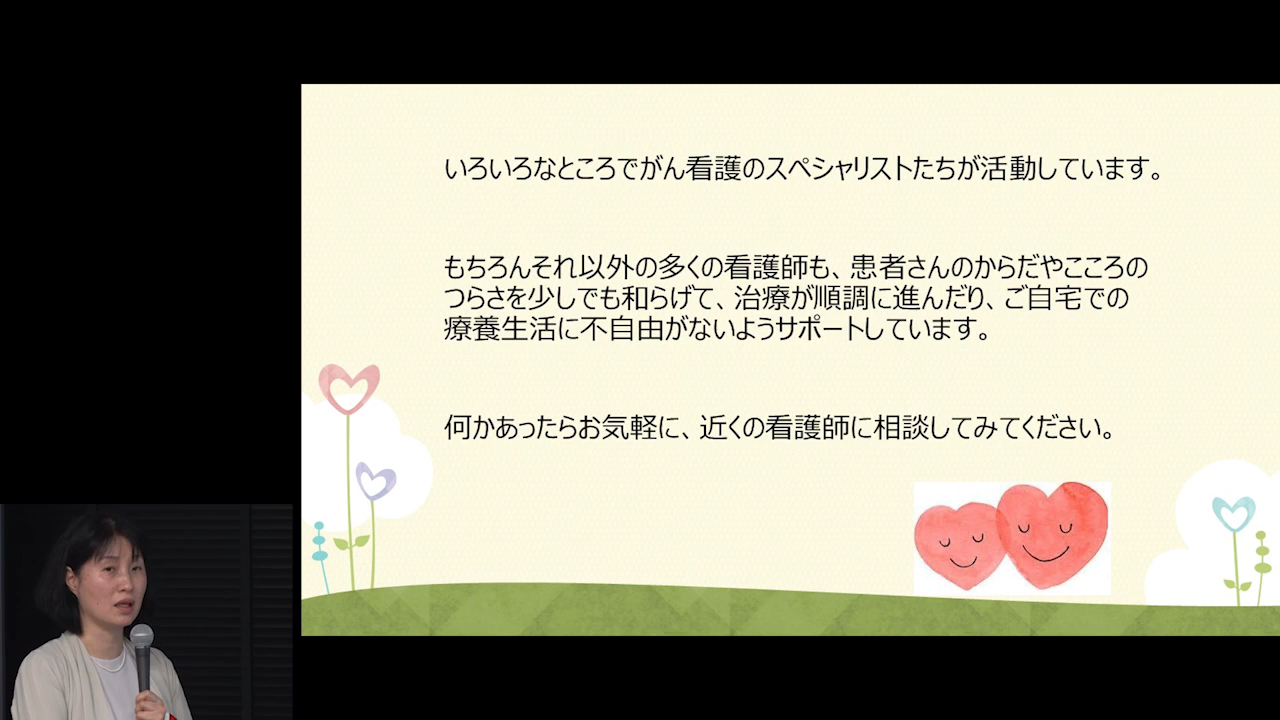 いろいろなところでがん看護のスペシャリストたちが活動しています。
もちろんそれ以外の多くの看護師も、患者さんのからだやこころの
つらさを少しでも和らげて、治療が順調に進んだり、ご自宅での
療養生活に不自由がないようサポートしています。
何かあったらお気軽に、近くの看護師に相談してみてください。